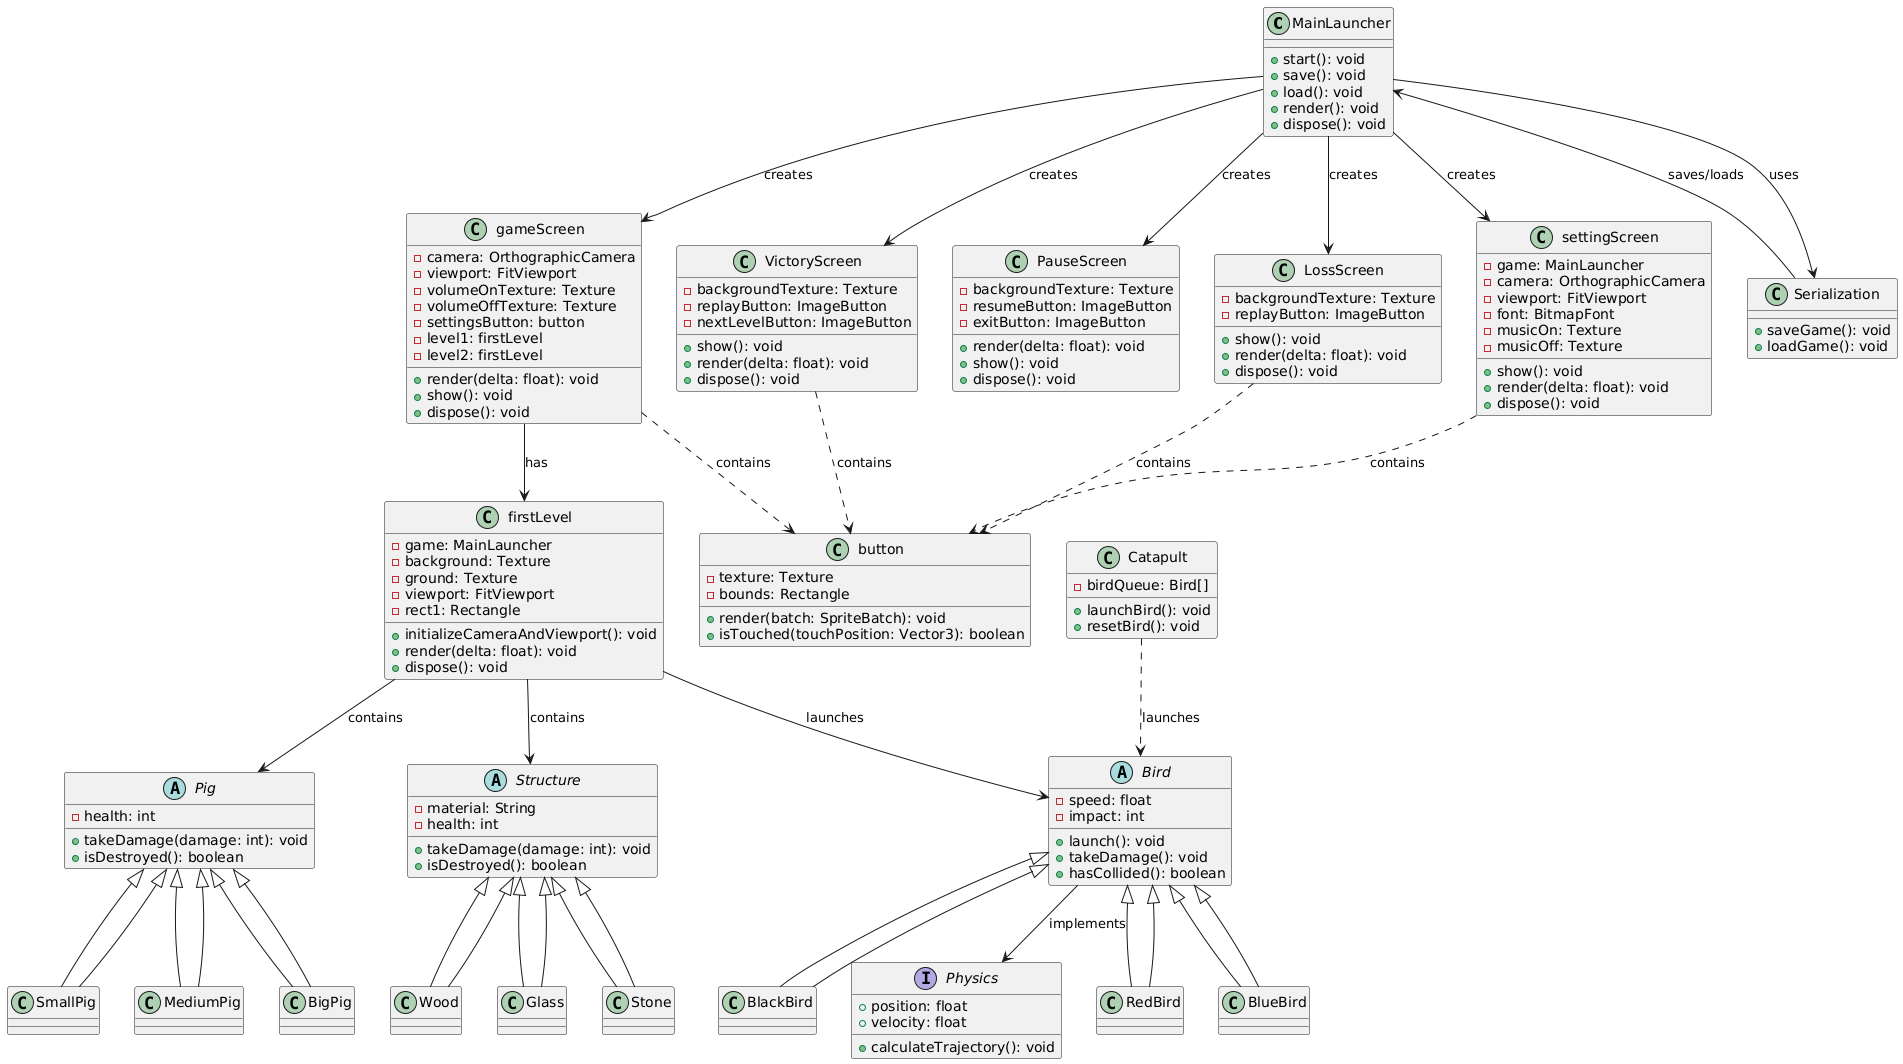 C MainLauncher
start(): void
save(): void
load(): void
render(): void
dispose(): void
creates
creates
creates
creates
creates
saves/loads
uses
C gameScreen
camera: OrthographicCamera
viewport: FitViewport
volumeOnTexture: Texture
volumeOffTexture: Texture
settingsButton: button
level1: firstLevel
level2: firstLevel
render(delta: float): void
show(): void
dispose(): void
C VictoryScreen
backgroundTexture: Texture
replayButton: ImageButton
nextLevelButton: ImageButton
show(): void
render(delta: float): void
dispose(): void
C PauseScreen
backgroundTexture: Texture
resumeButton: ImageButton
exitButton: ImageButton
render(delta: float): void
show(): void
dispose(): void
C LossScreen
backgroundTexture: Texture
replayButton: ImageButton
show(): void
render(delta: float): void
dispose(): void
C settingScreen
game: MainLauncher
camera: OrthographicCamera
viewport: FitViewport
font: BitmapFont
musicOn: Texture
musicOff: Texture
show(): void
render(delta: float): void
dispose(): void
C Serialization
saveGame(): void
loadGame(): void
has
contains
contains
contains
contains
C firstLevel
game: MainLauncher
background: Texture
ground: Texture
viewport: FitViewport
rect1: Rectangle
initializeCameraAndViewport(): void
render(delta: float): void
dispose(): void
C button
texture: Texture
bounds: Rectangle
render(batch: SpriteBatch): void
isTouched(touchPosition: Vector3): boolean
C Catapult
birdQueue: Bird[]
launchBird(): void
resetBird(): void
contains
contains
launches
launches
A Pig
health: int
takeDamage(damage: int): void
isDestroyed(): boolean
A Structure
material: String
health: int
takeDamage(damage: int): void
isDestroyed(): boolean
A Bird
speed: float
impact: int
launch(): void
takeDamage(): void
hasCollided(): boolean
implements
C SmallPig
C MediumPig
C BigPig
C Wood
C Glass
C Stone
C BlackBird
I Physics
position: float
velocity: float
calculateTrajectory(): void
C RedBird
C BlueBird